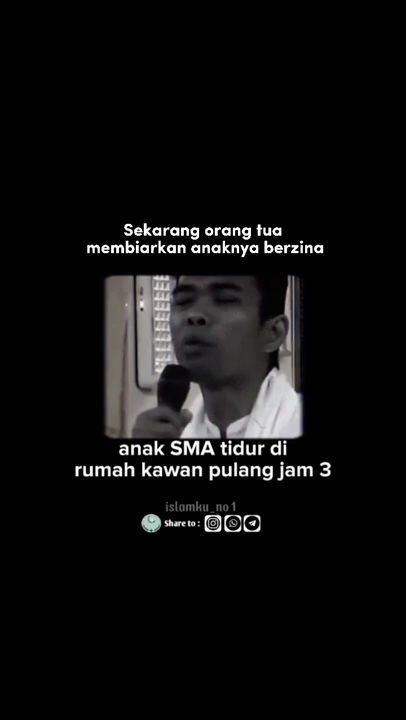 Sekarang orang tua
membiarkan anaknya berzina
anak SMA tidur di
rumah kawan pulang jam 3
islamku_no1
Share to :